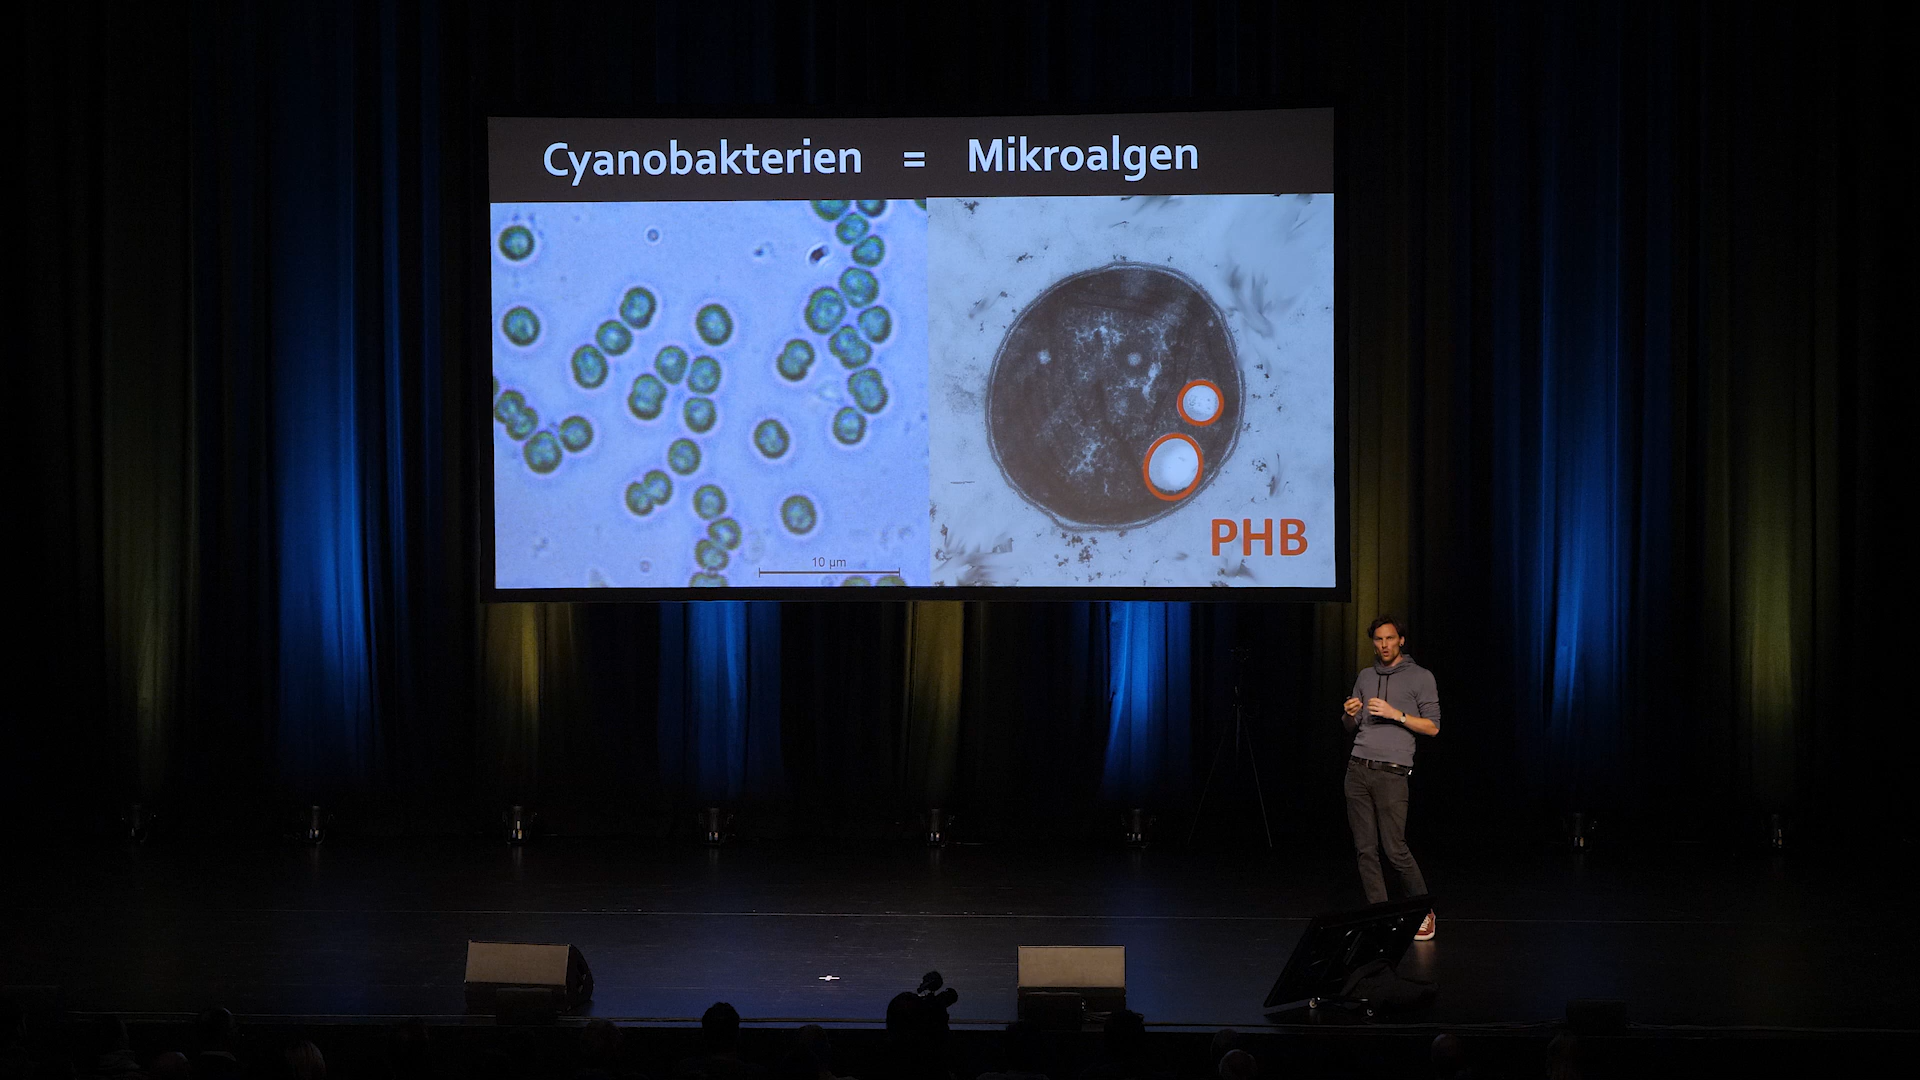 Cyanobakterien = Mikroalgen
10 µm
PHB